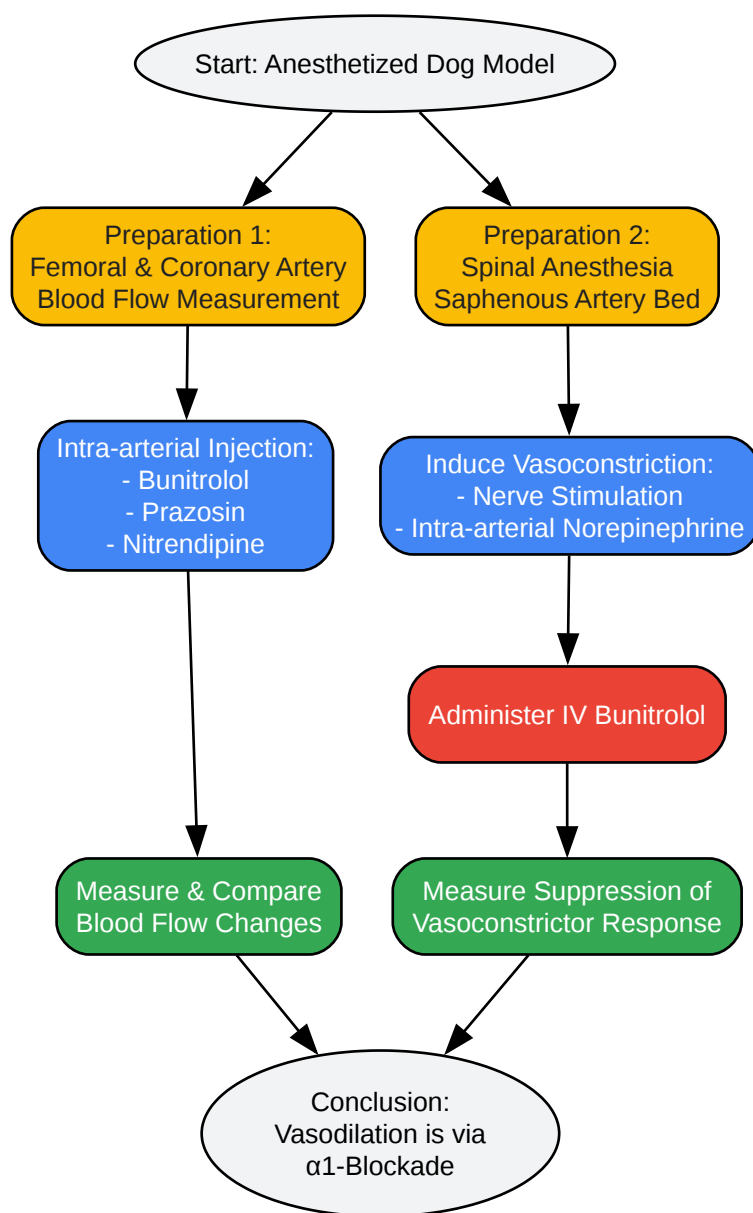 Start: Anesthetized Dog Model
Preparation 1:
Femoral & Coronary Artery
Blood Flow Measurement
Preparation 2:
Spinal Anesthesia
Saphenous Artery Bed
Intra-arterial Injection:
- Bunitrolol
- Prazosin
- Nitrendipine
Induce Vasoconstriction:
- Nerve Stimulation
- Intra-arterial Norepinephrine
Administer IV Bunitrolol
Measure & Compare
Blood Flow Changes
Measure Suppression of
Vasoconstrictor Response
Conclusion:
Vasodilation is via
α1-Blockade